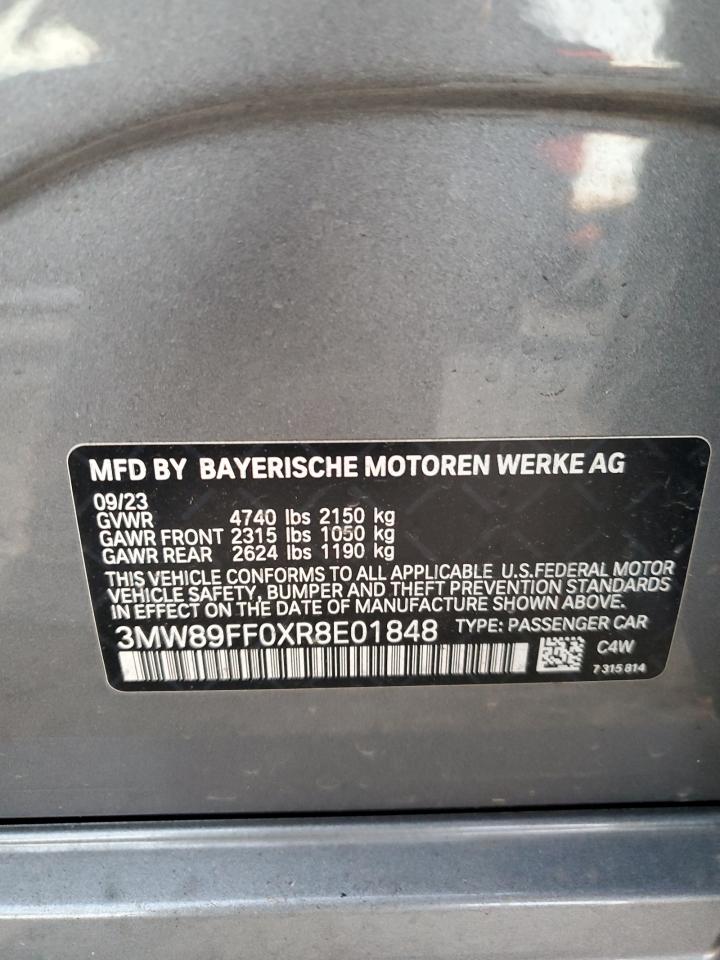 MFD BY BAYERISCHE MOTOREN WERKE AG
09/23
GVWR 4740 lbs 2150 kg
GAWR FRONT 2315 lbs 1050 kg
GAWR REAR 2624 lbs 1190 kg
THIS VEHICLE CONFORMS TO ALL APPLICABLE U.S.FEDERAL MOTOR
VEHICLE SAFETY, BUMPER AND THEFT PREVENTION STANDARDS
IN EFFECT ON THE DATE OF MANUFACTURE SHOWN ABOVE.
3MW89FF0XR8E01848 TYPE: PASSENGER CAR
C4W
7 315 814